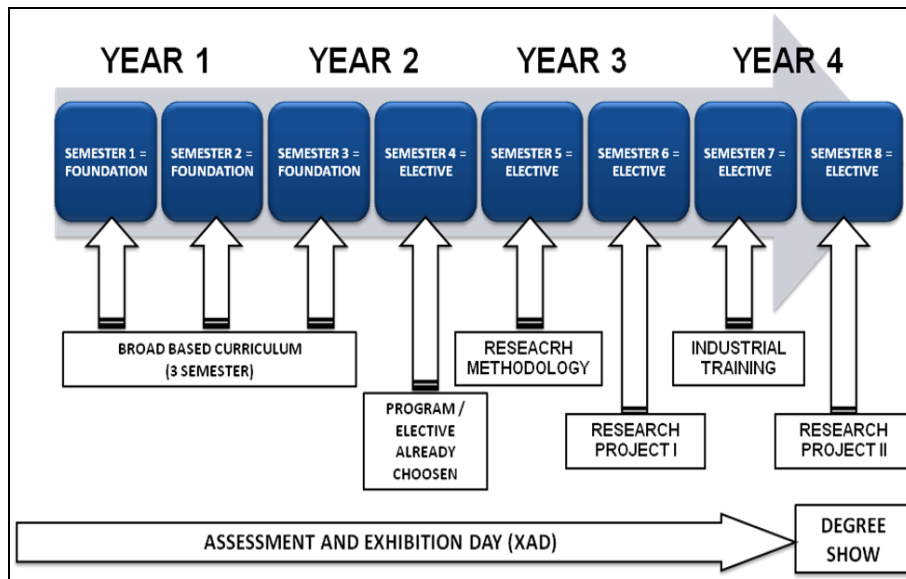 YEAR 1 YEAR 2 YEAR 3 YEAR 4
SEMESTER 1 =
FOUNDATION
SEMESTER 2 =
FOUNDATION
SEMESTER 3 =
FOUNDATION
SEMESTER 4 =
ELECTIVE
SEMESTER 5 =
ELECTIVE
SEMESTER 6 =
ELECTIVE
SEMESTER 7 =
ELECTIVE
SEMESTER 8 =
ELECTIVE
BROAD BASED CURRICULUM
(3 SEMESTER)
PROGRAM /
ELECTIVE
ALREADY
CHOOSEN
RESEACRH
METHODOLOGY
RESEARCH
PROJECT I
INDUSTRIAL
TRAINING
RESEARCH
PROJECT II
ASSESSMENT AND EXHIBITION DAY (XAD)
DEGREE
SHOW